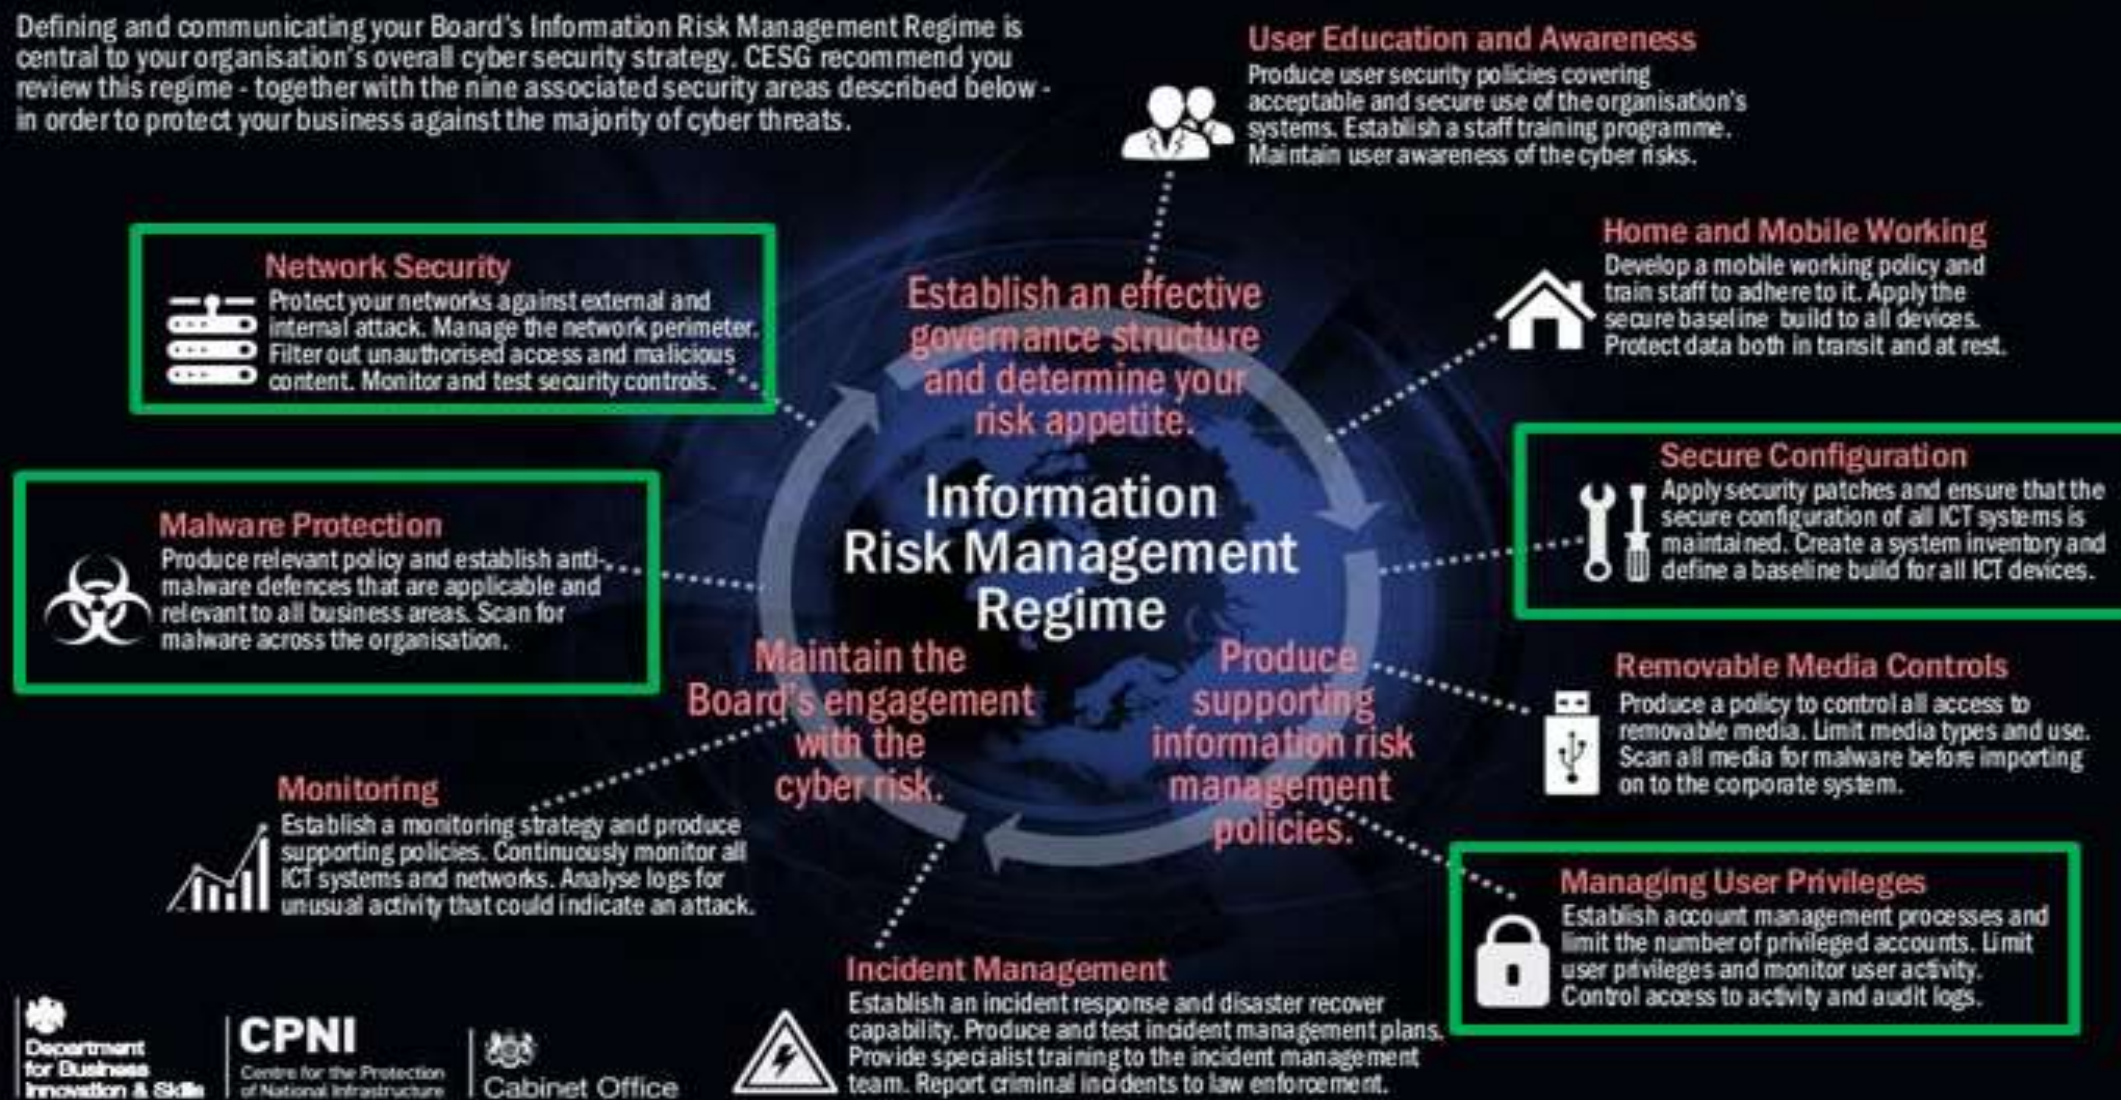 Defining and communicating your Board's Information Risk Management Regime is
central to your organisation's overall cyber security strategy. CESG recommend you
review this regime - together with the nine associated security areas described below -
in order to protect your business against the majority of cyber threats.
User Education and Awareness
Produce user security policies covering
acceptable and secure use of the organisation's
systems. Establish a staff training programme.
Maintain user awareness of the cyber risks.
Network Security
Protect your networks against external and
internal attack. Manage the network perimeter.
Filter out unauthorised access and malicious
content. Monitor and test security controls.
Home and Mobile Working
Develop a mobile working policy and
train staff to adhere to it. Apply the
secure baseline build to all devices.
Protect data both in transit and at rest.
Establish an effective
governance structure
and determine your
risk appetite.
Information
Risk Management
Regime
Secure Configuration
Apply security patches and ensure that the
secure configuration of all ICT systems is
maintained. Create a system inventory and
define a baseline build for all ICT devices.
Malware Protection
Produce relevant policy and establish anti-
malware defences that are applicable and
relevant to all business areas. Scan for
malware across the organisation.
Maintain the
Board's engagement
with the
cyber risk.
Produce
supporting
information risk
management
policies.
Removable Media Controls
Produce a policy to control all access to
removable media. Limit media types and use.
Scan all media for malware before importing
on to the corporate system.
Monitoring
Establish a monitoring strategy and produce
supporting policies. Continuously monitor all
ICT systems and networks. Analyse logs for
unusual activity that could indicate an attack.
Managing User Privileges
Establish account management processes and
limit the number of privileged accounts. Limit
user privileges and monitor user activity.
Control access to activity and audit logs.
Incident Management
Establish an incident response and disaster recover
capability. Produce and test incident management plans.
Provide specialist training to the incident management
team. Report criminal incidents to law enforcement.
Department
for Business
Innovation & Skills
CPNI
Centre for the Protection
of National Infrastructure
Cabinet Office